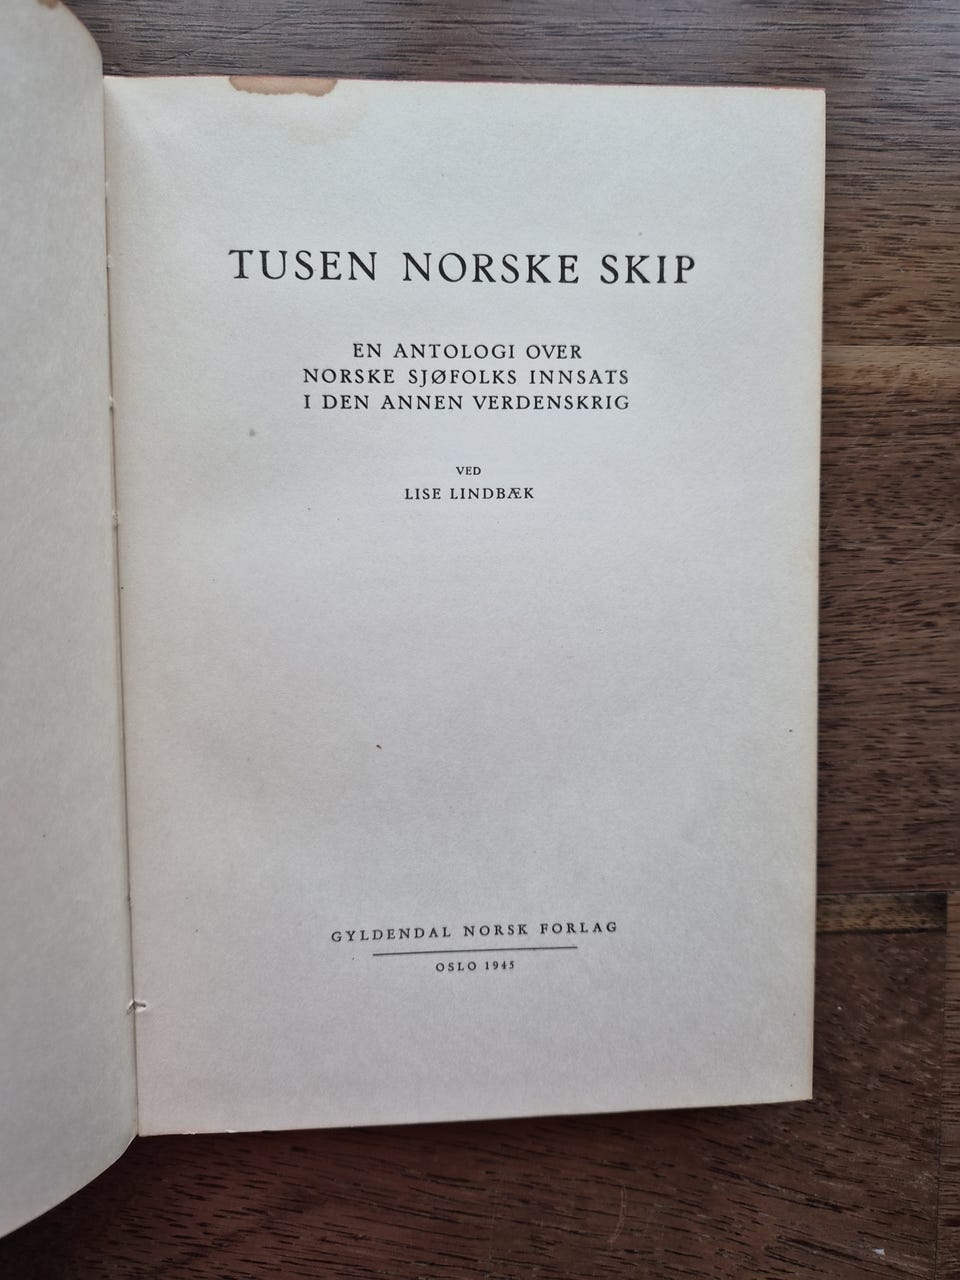 TUSEN NORSKE SKIP
EN ANTOLOGI OVER
NORSKE SJØFOLKS INNSATS
I DEN ANNEN VERDENSKRIG
VED
LISE LINDBÆK
GYLDENDAL NORSK FORLAG
OSLO 1945